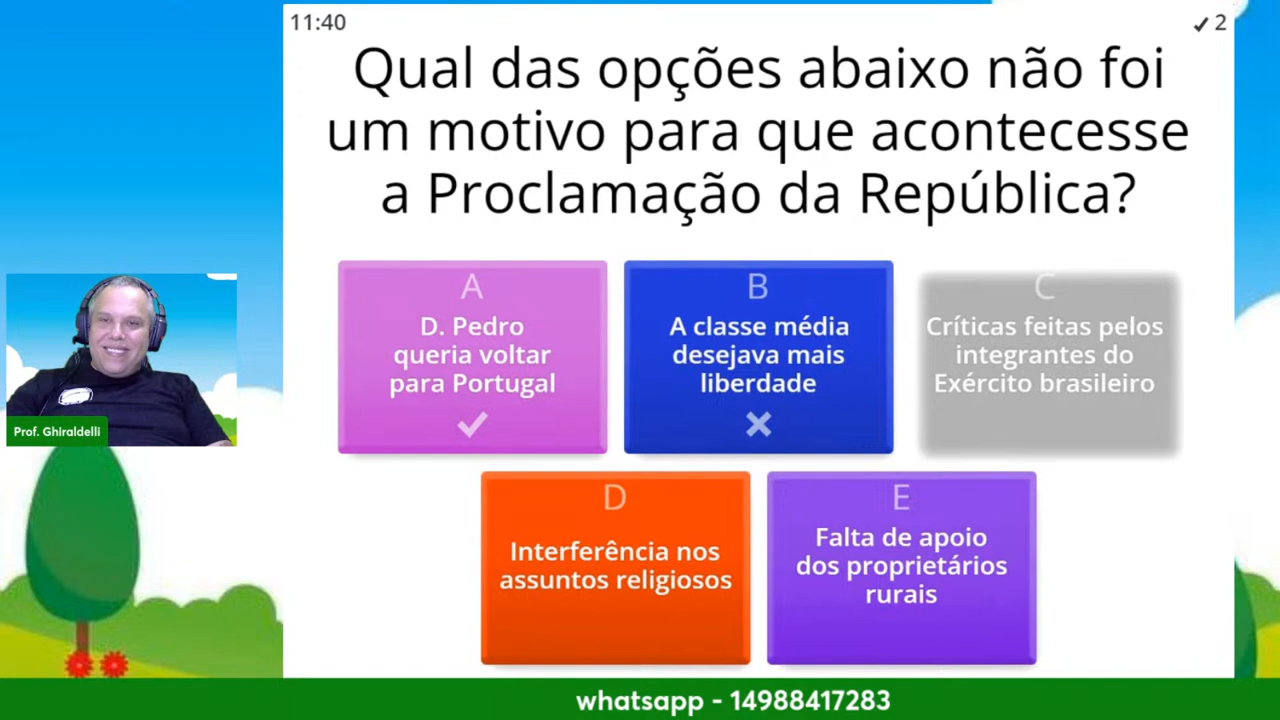 11:40
✓ 2
Qual das opções abaixo não foi
um motivo para que acontecesse
a Proclamação da República?
A
D. Pedro
queria voltar
para Portugal
B
A classe média
desejava mais
liberdade
C
Críticas feitas pelos
integrantes do
Exército brasileiro
Prof. Ghiraldelli
D
Interferência nos
assuntos religiosos
E
Falta de apoio
dos proprietários
rurais
whatsapp - 14988417283